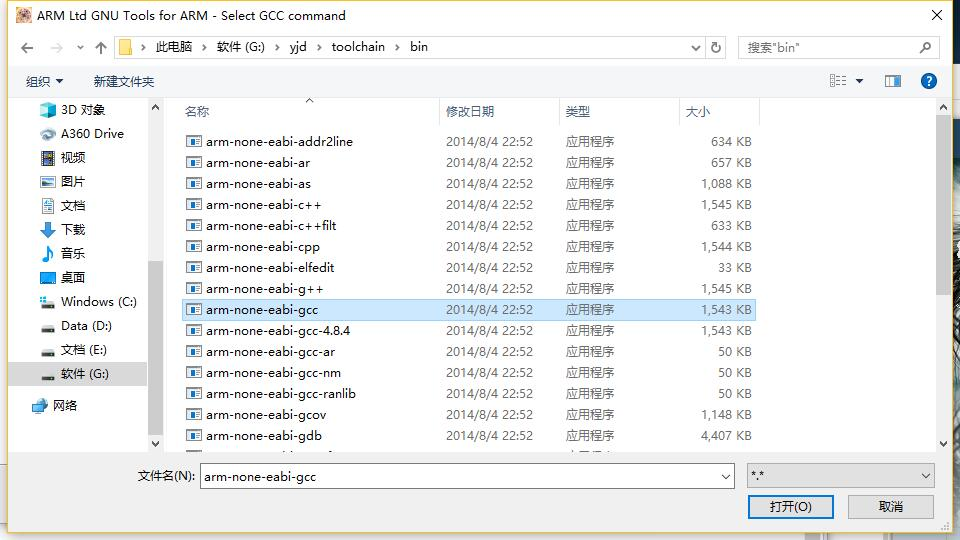 ARM Ltd GNU Tools for ARM - Select GCC command
此电脑 › 软件 (G:) › yjd › toolchain › bin
搜索"bin"
组织 新建文件夹
名称 修改日期 类型 大小
3D 对象
A360 Drive
视频
图片
文档
下载
音乐
桌面
Windows (C:)
Data (D:)
文档 (E:)
软件 (G:)
网络
arm-none-eabi-addr2line 2014/8/4 22:52 应用程序 634 KB
arm-none-eabi-ar 2014/8/4 22:52 应用程序 657 KB
arm-none-eabi-as 2014/8/4 22:52 应用程序 1,088 KB
arm-none-eabi-c++ 2014/8/4 22:52 应用程序 1,545 KB
arm-none-eabi-c++filt 2014/8/4 22:52 应用程序 633 KB
arm-none-eabi-cpp 2014/8/4 22:52 应用程序 1,544 KB
arm-none-eabi-elfedit 2014/8/4 22:52 应用程序 33 KB
arm-none-eabi-g++ 2014/8/4 22:52 应用程序 1,545 KB
arm-none-eabi-gcc 2014/8/4 22:52 应用程序 1,543 KB
arm-none-eabi-gcc-4.8.4 2014/8/4 22:52 应用程序 1,543 KB
arm-none-eabi-gcc-ar 2014/8/4 22:52 应用程序 50 KB
arm-none-eabi-gcc-nm 2014/8/4 22:52 应用程序 50 KB
arm-none-eabi-gcc-ranlib 2014/8/4 22:52 应用程序 50 KB
arm-none-eabi-gcov 2014/8/4 22:52 应用程序 1,148 KB
arm-none-eabi-gdb 2014/8/4 22:52 应用程序 4,407 KB
文件名(N): arm-none-eabi-gcc *.*
打开(O) 取消